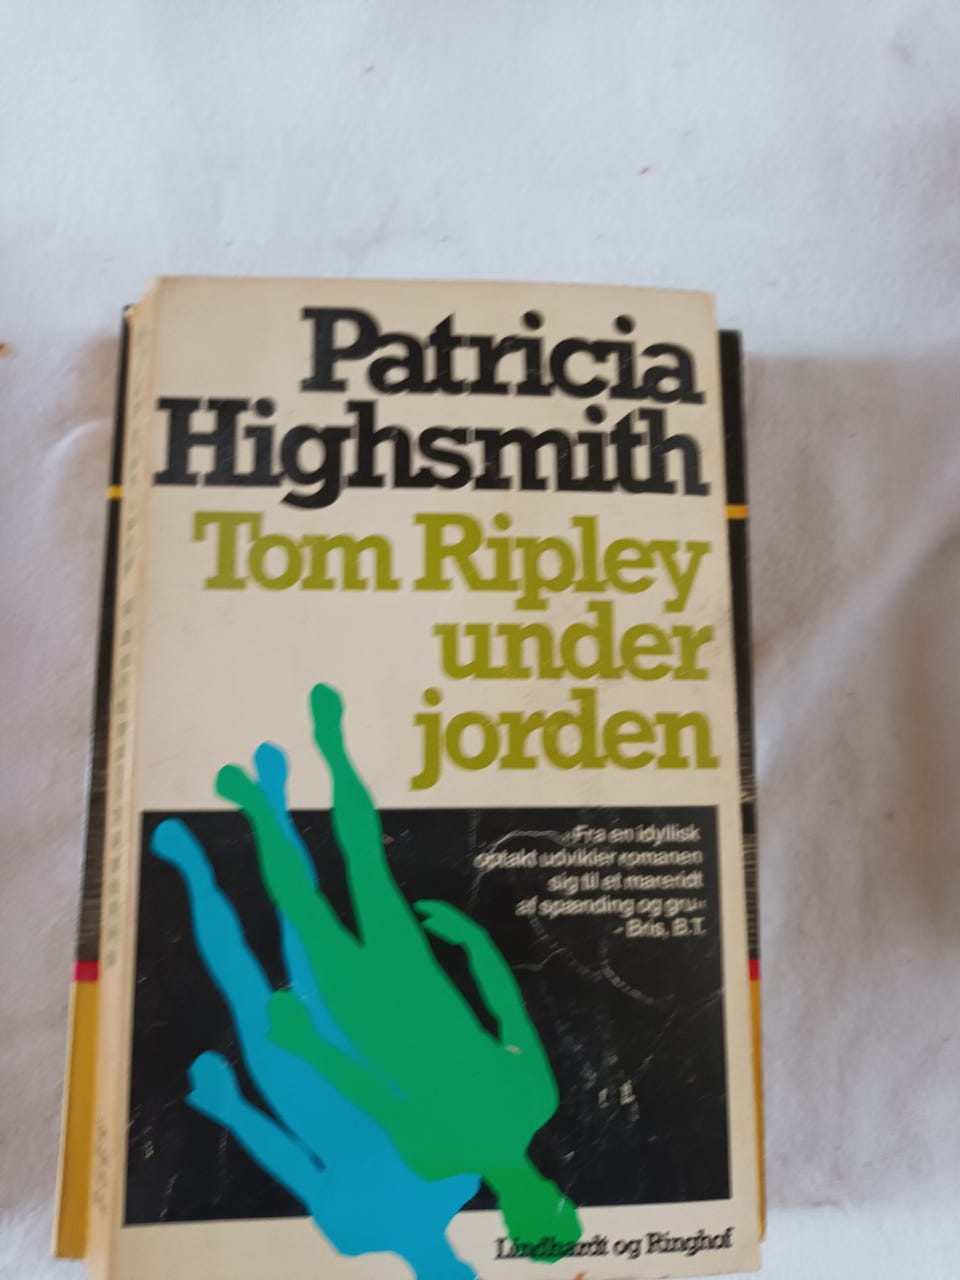 Patricia
Highsmith
Tom Ripley
under
jorden
»Fra en idyllisk
optakt udvikler romanen
sig til et mareridt
af spænding og gru«
- Bris, B.T.
Lindhardt og Ringhof